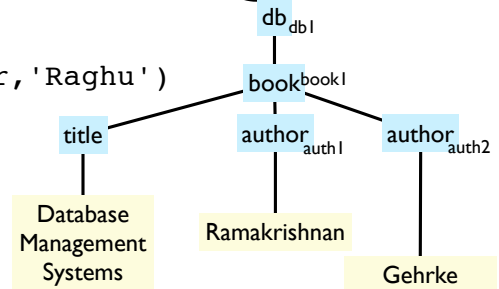 db db1
r,'Raghu')
book book1
title
author auth1
author auth2
Database
Management
Systems
Ramakrishnan
Gehrke